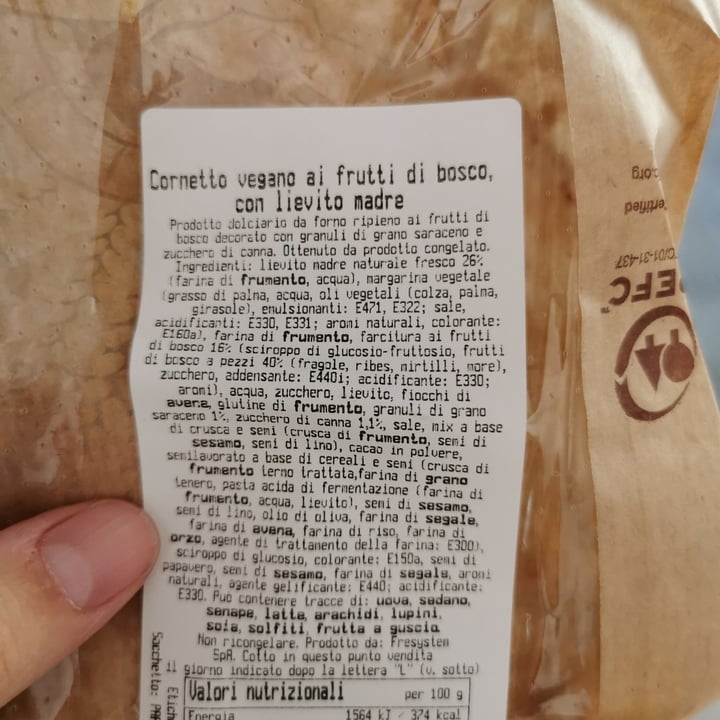 Cornetto vegano ai frutti di bosco,
con lievito madre
Prodotto dolciario da forno ripieno ai frutti di
bosco decorato con granuli di grano saraceno e
zucchero di canna. Ottenuto da prodotto congelato.
Ingredienti: lievito madre naturale fresco 26%
(farina di frumento, acqua), margarina vegetale
(grasso di palma, acqua, oli vegetali (colza, palma,
girasole), emulsionanti: E471, E322; sale,
acidificanti: E330, E331; aromi naturali, colorante:
E160a), farina di frumento, farcitura ai frutti
di bosco 16% (sciroppo di glucosio-fruttosio, frutti
di bosco a pezzi 40% (fragole, ribes, mirtilli, more),
zucchero, addensante: E440i; acidificante: E330;
aromi), acqua, zucchero, lievito, fiocchi di
avena, glutine di frumento, granuli di grano
saraceno 1%, zucchero di canna 1,1%, sale, mix a base
di crusca e semi (crusca di frumento, semi di
sesamo, semi di lino), cacao in polvere,
semilavorato a base di cereali e semi (crusca di
frumento terno trattata,farina di grano
tenero, pasta acida di fermentazione (farina di
frumento, acqua, lievito), semi di sesamo,
semi di lino, olio di oliva, farina di segale,
farina di avena, farina di riso, farina di
orzo, agente di trattamento della farina: E300),
sciroppo di glucosio, colorante: E150a, semi di
papavero, semi di sesamo, farina di segale, aromi
naturali, agente gelificante: E440; acidificante:
E330. Può contenere tracce di: uova, sedano,
senape, latte, arachidi, lupini,
soia, solfiti, frutta a guscio.
Non ricongelare. Prodotto da: Fresystem
SpA. Cotto in questo punto vendita
il giorno indicato dopo la lettera "L" (v. sotto)
Valori nutrizionali per 100 g
Energia 1564 kJ / 374 kcal
Sacchetto:
Etich
c.org
ertified
C/01-31-437
PEFC